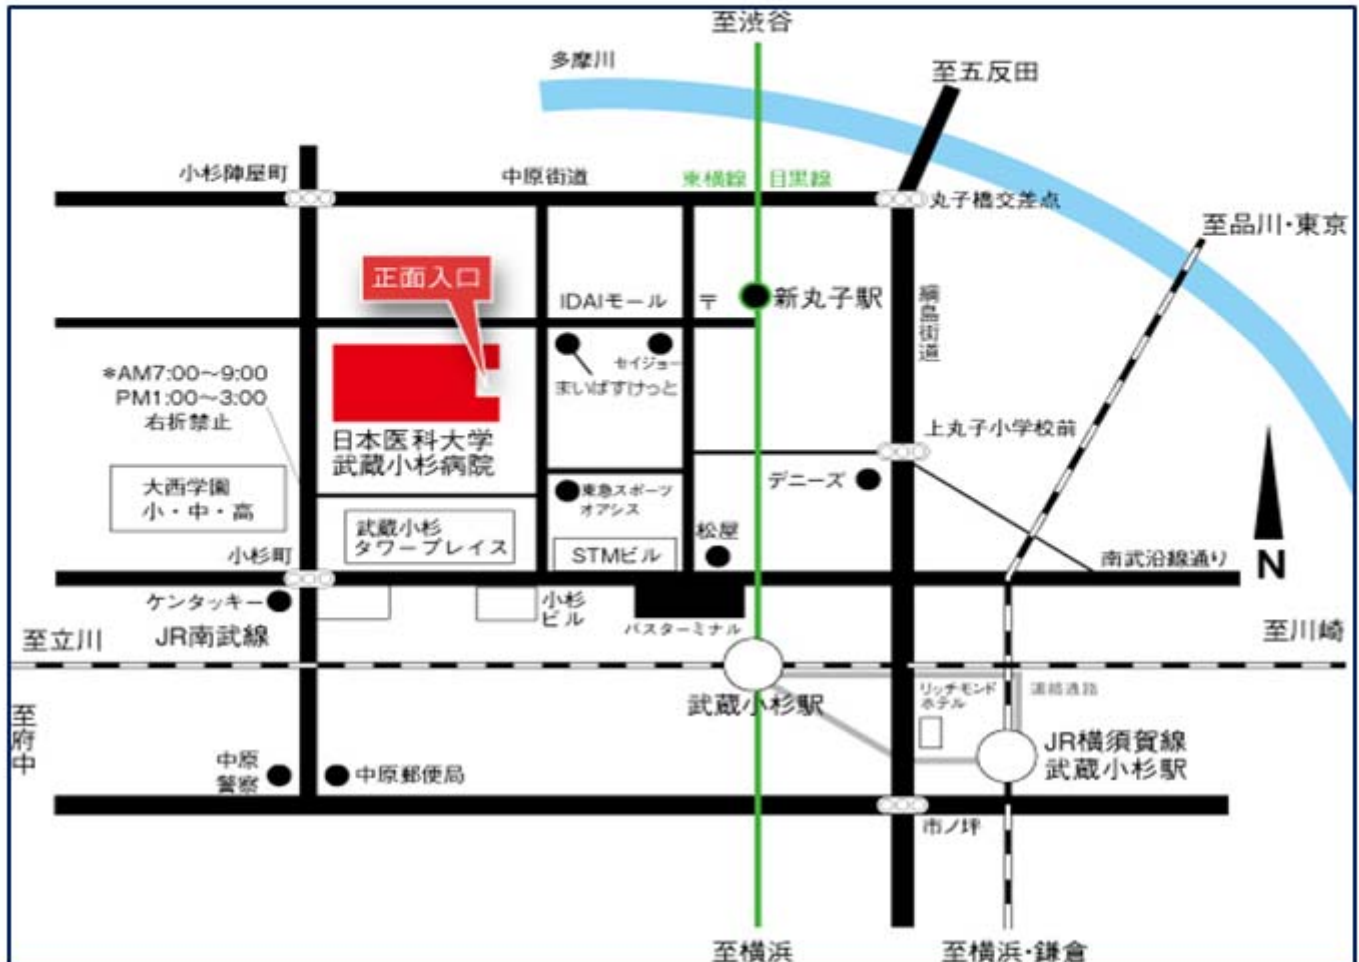 至渋谷
多摩川
至五反田
小杉陣屋町
中原街道
東横線
目黒線
丸子橋交差点
至品川・東京
正面入口
IDAIモール
〒
新丸子駅
綱島街道
セイジョー
まいばすけっと
*AM7:00～9:00
PM1:00～3:00
右折禁止
日本医科大学
武蔵小杉病院
上丸子小学校前
デニーズ
大西学園
小・中・高
東急スポーツ
オアシス
武蔵小杉
タワープレイス
STMビル
松屋
小杉町
南武沿線通り
N
ケンタッキー
小杉
ビル
バスターミナル
至立川
JR南武線
至川崎
武蔵小杉駅
リッチモンド
ホテル
連絡通路
至府中
JR横須賀線
武蔵小杉駅
中原
警察
中原郵便局
市ノ坪
至横浜
至横浜・鎌倉